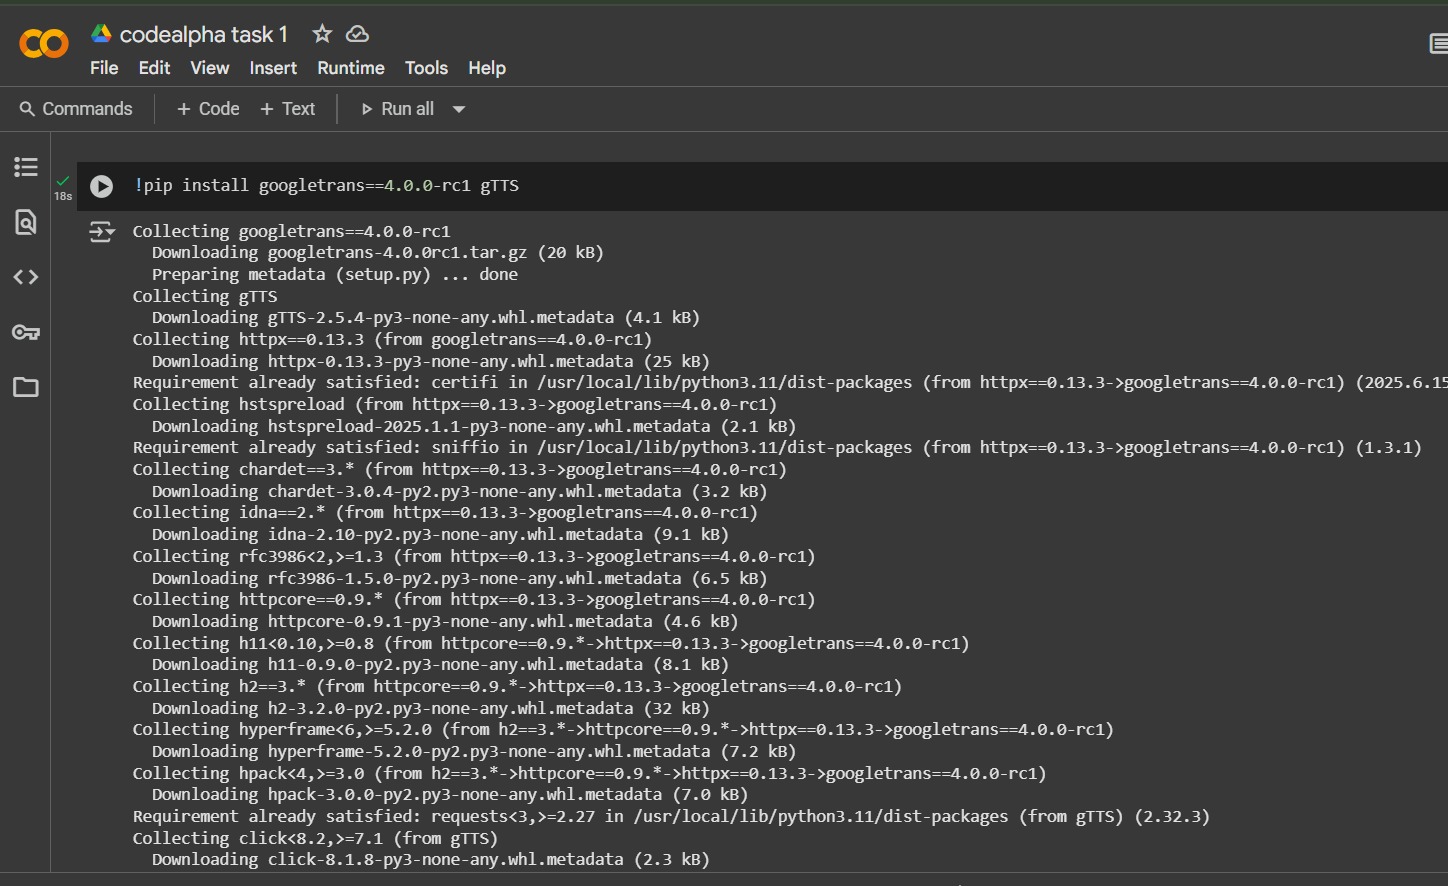 codealpha task 1
File Edit View Insert Runtime Tools Help
Commands + Code + Text Run all
18s
!pip install googletrans==4.0.0-rc1 gTTS
Collecting googletrans==4.0.0-rc1
Downloading googletrans-4.0.0rc1.tar.gz (20 kB)
Preparing metadata (setup.py) ... done
Collecting gTTS
Downloading gTTS-2.5.4-py3-none-any.whl.metadata (4.1 kB)
Collecting httpx==0.13.3 (from googletrans==4.0.0-rc1)
Downloading httpx-0.13.3-py3-none-any.whl.metadata (25 kB)
Requirement already satisfied: certifi in /usr/local/lib/python3.11/dist-packages (from httpx==0.13.3->googletrans==4.0.0-rc1) (2025.6.15
Collecting hstspreload (from httpx==0.13.3->googletrans==4.0.0-rc1)
Downloading hstspreload-2025.1.1-py3-none-any.whl.metadata (2.1 kB)
Requirement already satisfied: sniffio in /usr/local/lib/python3.11/dist-packages (from httpx==0.13.3->googletrans==4.0.0-rc1) (1.3.1)
Collecting chardet==3.* (from httpx==0.13.3->googletrans==4.0.0-rc1)
Downloading chardet-3.0.4-py2.py3-none-any.whl.metadata (3.2 kB)
Collecting idna==2.* (from httpx==0.13.3->googletrans==4.0.0-rc1)
Downloading idna-2.10-py2.py3-none-any.whl.metadata (9.1 kB)
Collecting rfc3986<2,>=1.3 (from httpx==0.13.3->googletrans==4.0.0-rc1)
Downloading rfc3986-1.5.0-py2.py3-none-any.whl.metadata (6.5 kB)
Collecting httpcore==0.9.* (from httpx==0.13.3->googletrans==4.0.0-rc1)
Downloading httpcore-0.9.1-py3-none-any.whl.metadata (4.6 kB)
Collecting h11<0.10,>=0.8 (from httpcore==0.9.*->httpx==0.13.3->googletrans==4.0.0-rc1)
Downloading h11-0.9.0-py2.py3-none-any.whl.metadata (8.1 kB)
Collecting h2==3.* (from httpcore==0.9.*->httpx==0.13.3->googletrans==4.0.0-rc1)
Downloading h2-3.2.0-py2.py3-none-any.whl.metadata (32 kB)
Collecting hyperframe<6,>=5.2.0 (from h2==3.*->httpcore==0.9.*->httpx==0.13.3->googletrans==4.0.0-rc1)
Downloading hyperframe-5.2.0-py2.py3-none-any.whl.metadata (7.2 kB)
Collecting hpack<4,>=3.0 (from h2==3.*->httpcore==0.9.*->httpx==0.13.3->googletrans==4.0.0-rc1)
Downloading hpack-3.0.0-py2.py3-none-any.whl.metadata (7.0 kB)
Requirement already satisfied: requests<3,>=2.27 in /usr/local/lib/python3.11/dist-packages (from gTTS) (2.32.3)
Collecting click<8.2,>=7.1 (from gTTS)
Downloading click-8.1.8-py3-none-any.whl.metadata (2.3 kB)